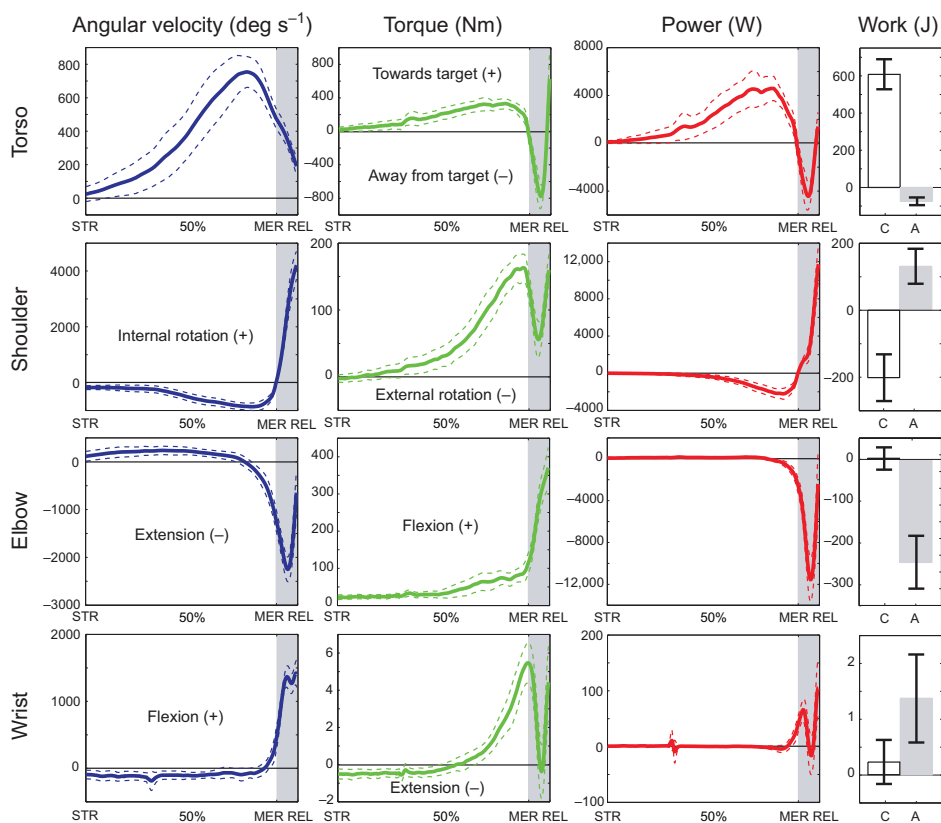 Angular velocity (deg s⁻¹)
Torque (Nm)
Power (W)
Work (J)
Torso
800
600
400
200
0
STR 50% MER REL
800
400
0
–400
–800
Towards target (+)
Away from target (–)
STR 50% MER REL
8000
4000
0
–4000
STR 50% MER REL
600
400
200
0
C A
Shoulder
4000
2000
0
Internal rotation (+)
STR 50% MER REL
200
100
0
External rotation (–)
STR 50% MER REL
12,000
8000
4000
0
–4000
STR 50% MER REL
200
100
0
–200
C A
Elbow
0
–1000
–2000
–3000
Extension (–)
STR 50% MER REL
400
300
200
100
0
Flexion (+)
STR 50% MER REL
0
–4000
–8000
–12,000
STR 50% MER REL
0
–100
–200
–300
C A
Wrist
2000
1000
0
Flexion (+)
STR 50% MER REL
6
4
2
0
–2
Extension (–)
STR 50% MER REL
200
100
50
0
–100
STR 50% MER REL
2
1
0
C A